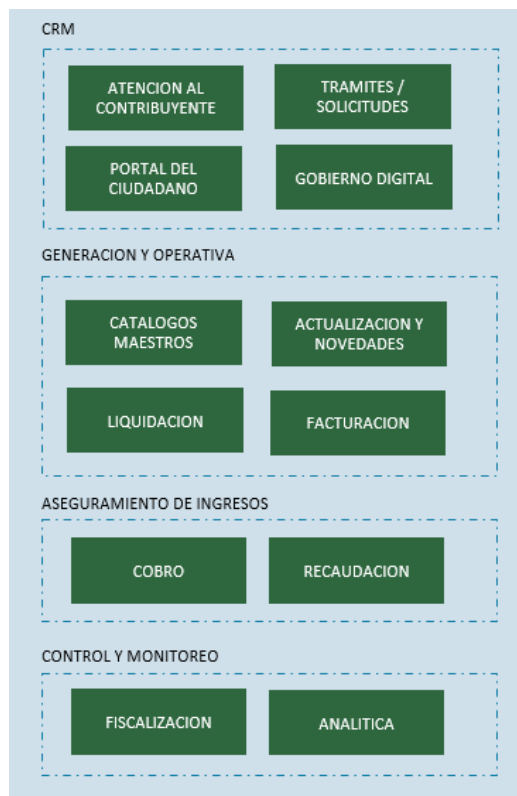 CRM
ATENCION AL
CONTRIBUYENTE
TRAMITES /
SOLICITUDES
PORTAL DEL
CIUDADANO
GOBIERNO DIGITAL
GENERACION Y OPERATIVA
CATALOGOS
MAESTROS
ACTUALIZACION Y
NOVEDADES
LIQUIDACION
FACTURACION
ASEGURAMIENTO DE INGRESOS
COBRO
RECAUDACION
CONTROL Y MONITOREO
FISCALIZACION
ANALITICA